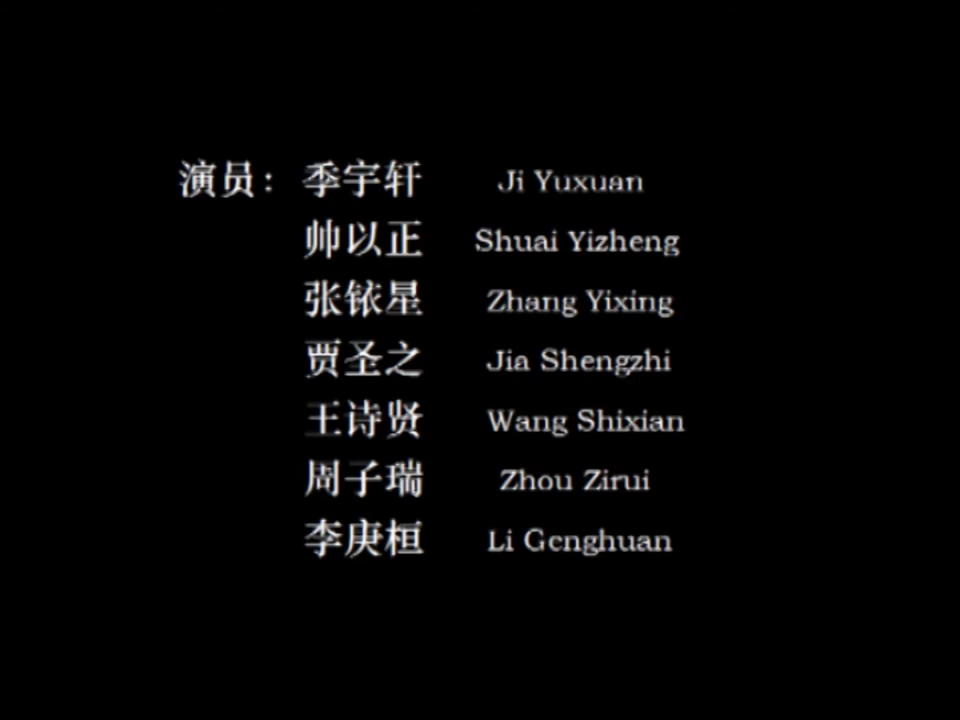 演员：季宇轩 Ji Yuxuan
帅以正 Shuai Yizheng
张铱星 Zhang Yixing
贾圣之 Jia Shengzhi
王诗贤 Wang Shixian
周子瑞 Zhou Zirui
李庚桓 Li Genghuan